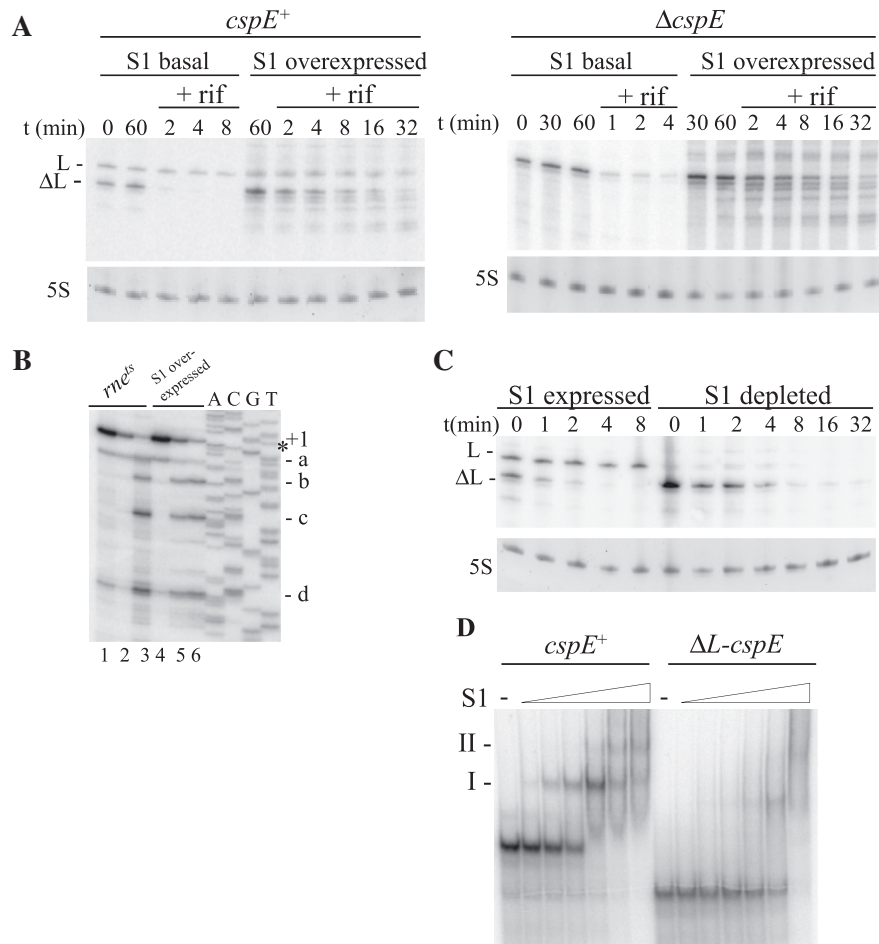 A
cspE+
ΔcspE
S1 basal
S1 overexpressed
S1 basal
S1 overexpressed
+ rif
+ rif
+ rif
+ rif
t (min) 0 60 2 4 8 60 2 4 8 16 32
t (min) 0 30 60 1 2 4 30 60 2 4 8 16 32
L -
ΔL -
5S
5S
B
rne^ts
S1 over-
expressed
A C G T
+1
*
- a
- b
- c
- d
1 2 3 4 5 6
C
S1 expressed
S1 depleted
t(min) 0 1 2 4 8 0 1 2 4 8 16 32
L -
ΔL -
5S
D
cspE+
ΔL-cspE
S1 - -
II -
I -